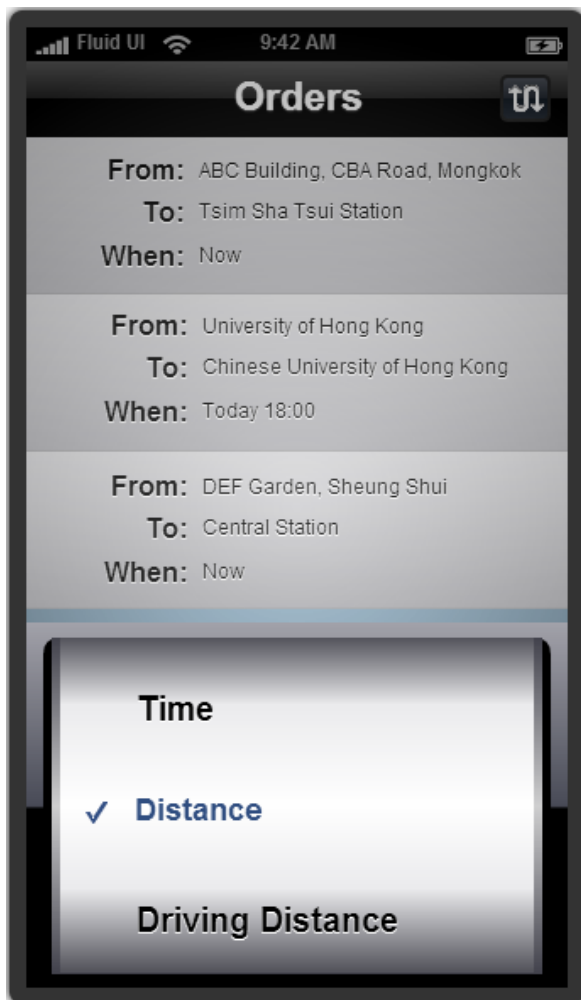 Fluid UI 9:42 AM
Orders
From: ABC Building, CBA Road, Mongkok
To: Tsim Sha Tsui Station
When: Now
From: University of Hong Kong
To: Chinese University of Hong Kong
When: Today 18:00
From: DEF Garden, Sheung Shui
To: Central Station
When: Now
Time
Distance
Driving Distance